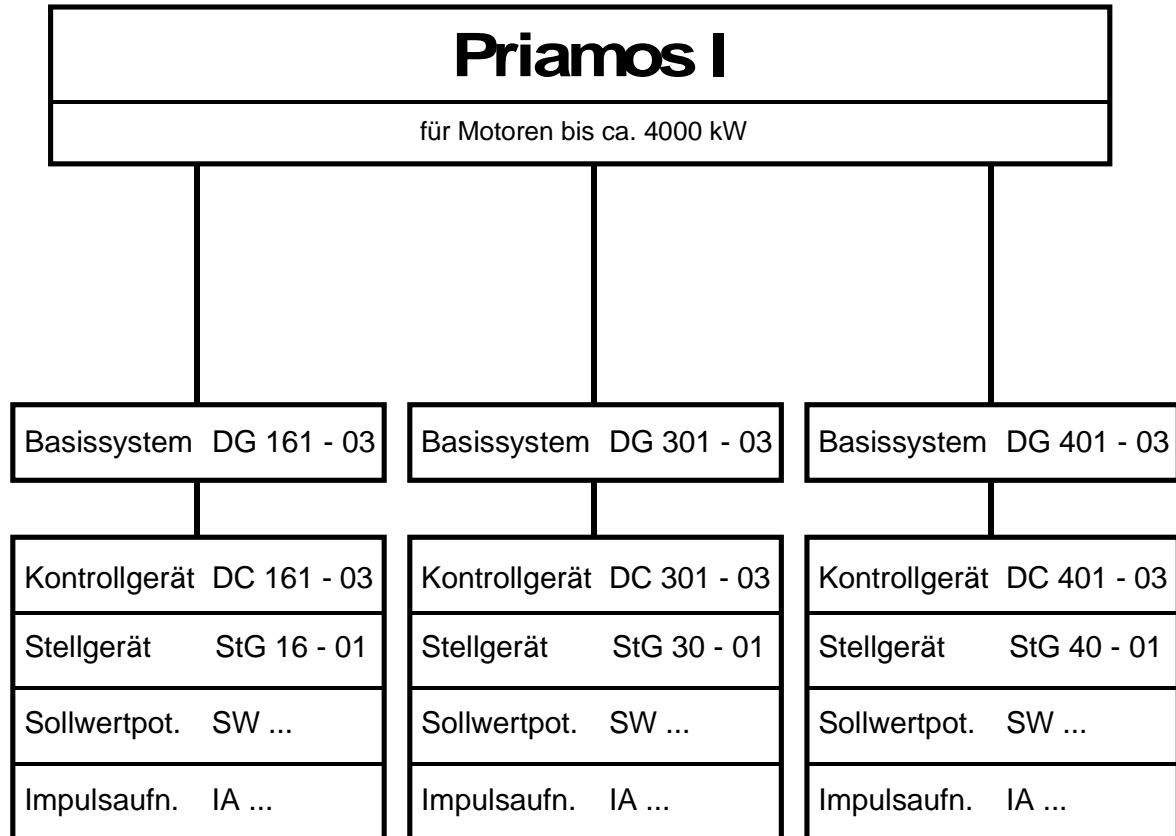 Priamos I
für Motoren bis ca. 4000 kW
Basissystem DG 161 - 03
Basissystem DG 301 - 03
Basissystem DG 401 - 03
Kontrollgerät DC 161 - 03
Stellgerät StG 16 - 01
Sollwertpot. SW ...
Impulsaufn. IA ...
Kontrollgerät DC 301 - 03
Stellgerät StG 30 - 01
Sollwertpot. SW ...
Impulsaufn. IA ...
Kontrollgerät DC 401 - 03
Stellgerät StG 40 - 01
Sollwertpot. SW ...
Impulsaufn. IA ...